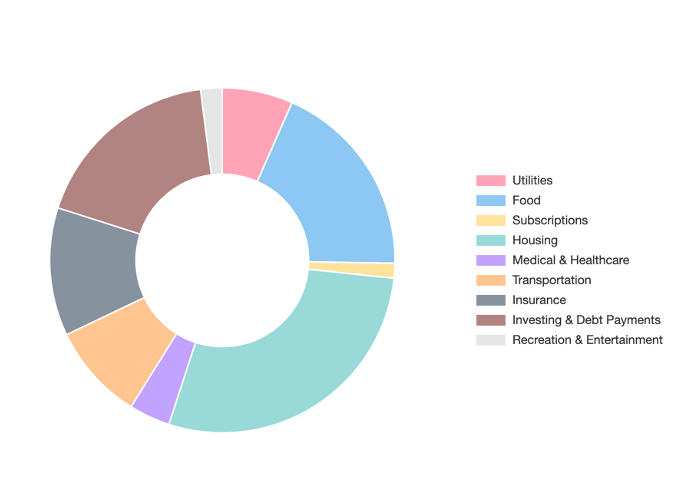 Utilities
Food
Subscriptions
Housing
Medical & Healthcare
Transportation
Insurance
Investing & Debt Payments
Recreation & Entertainment